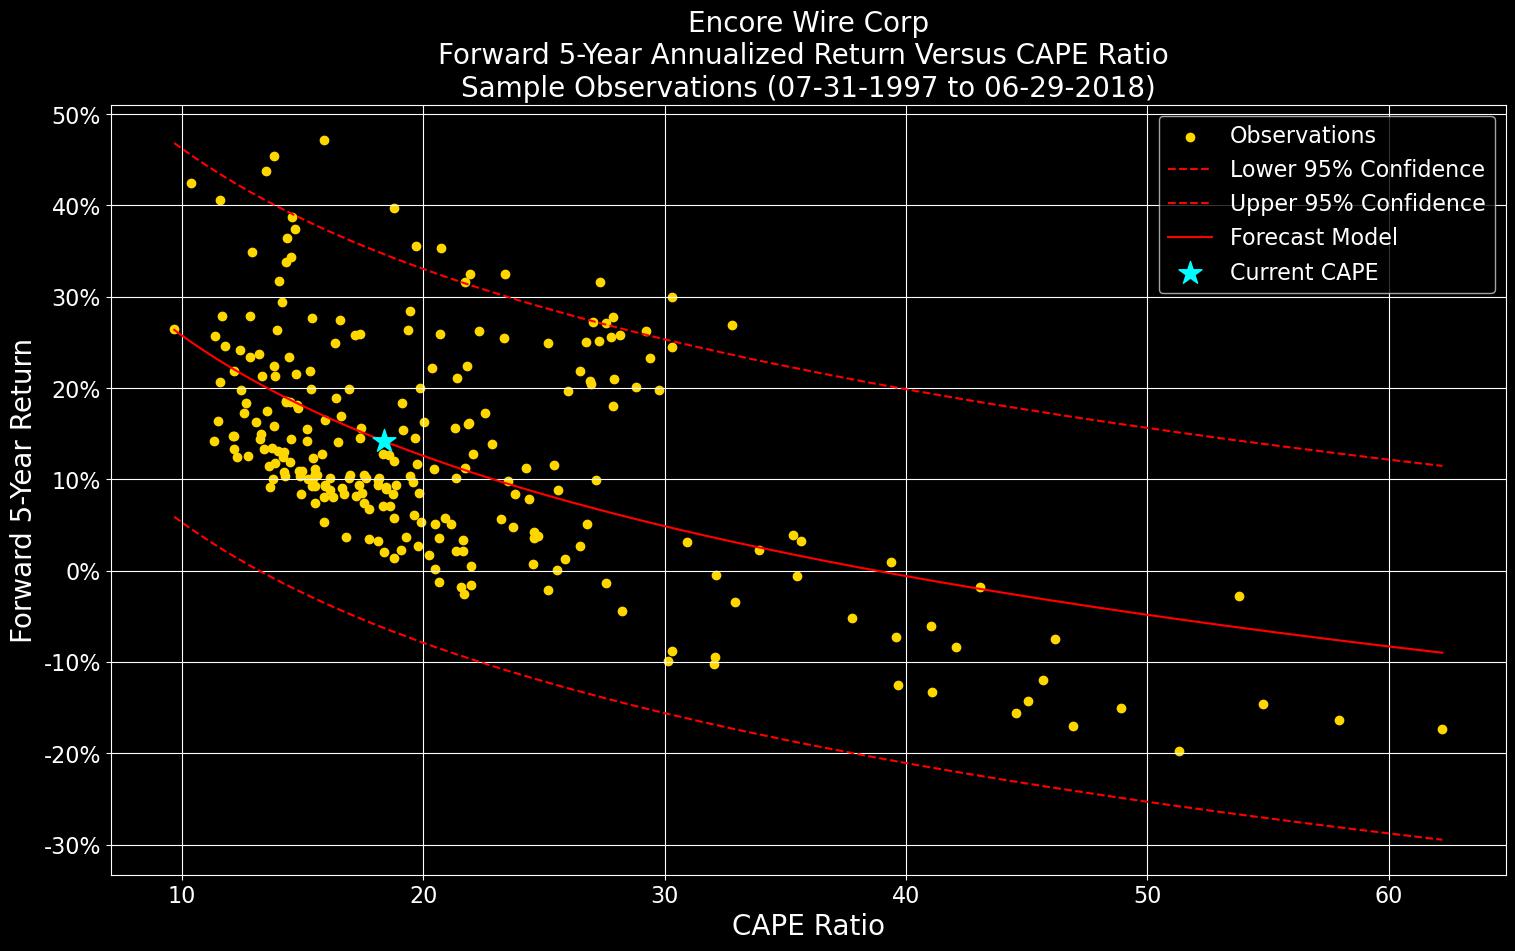 Encore Wire Corp
Forward 5-Year Annualized Return Versus CAPE Ratio
Sample Observations (07-31-1997 to 06-29-2018)
Observations
Lower 95% Confidence
Upper 95% Confidence
Forecast Model
Current CAPE
Forward 5-Year Return
50%
40%
30%
20%
10%
0%
-10%
-20%
-30%
10
20
30
40
50
60
CAPE Ratio